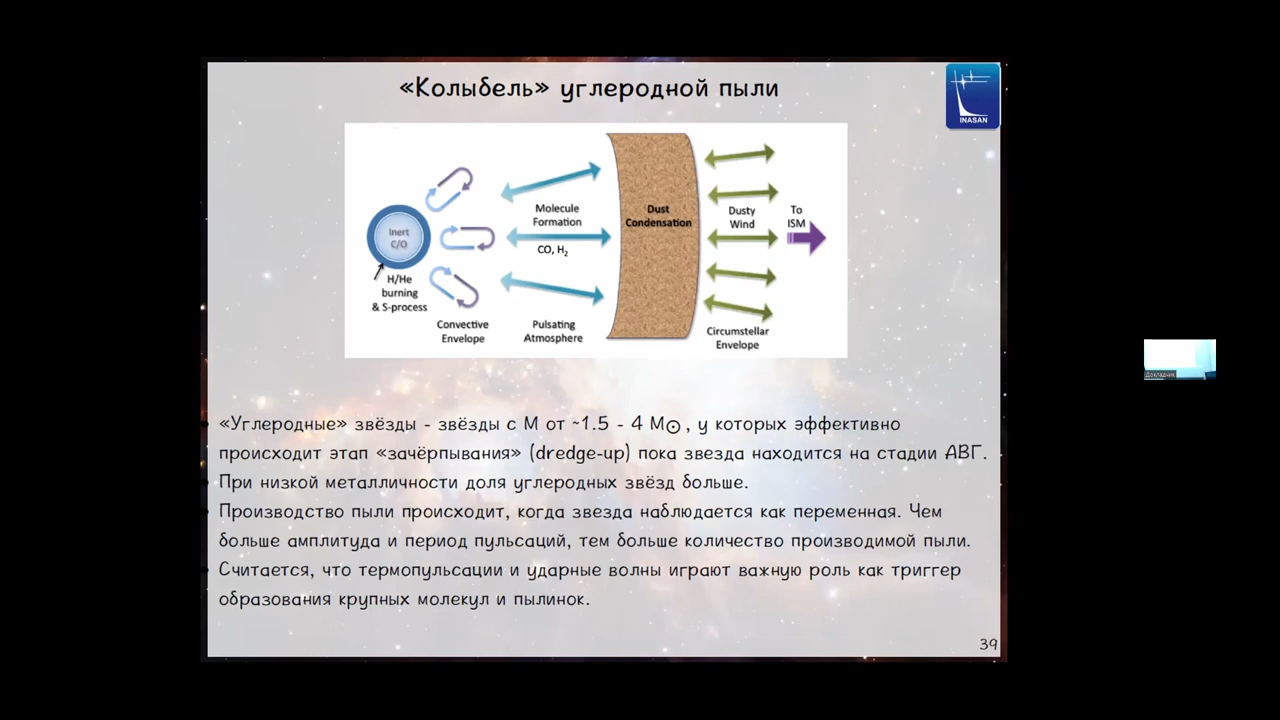 «Колыбель» углеродной пыли
INASAN
Inert
C/O
H/He
burning
& S-process
Convective
Envelope
Molecule
Formation
CO, H₂
Pulsating
Atmosphere
Dust
Condensation
Dusty
Wind
To
ISM
Circumstellar
Envelope
• «Углеродные» звёзды - звёзды с М от ~1.5 - 4 M⊙, у которых эффективно
происходит этап «зачёрпывания» (dredge-up) пока звезда находится на стадии АВГ.
• При низкой металличности доля углеродных звёзд больше.
• Производство пыли происходит, когда звезда наблюдается как переменная. Чем
больше амплитуда и период пульсаций, тем больше количество производимой пыли.
• Считается, что термопульсации и ударные волны играют важную роль как триггер
образования крупных молекул и пылинок.
39
Докладчик